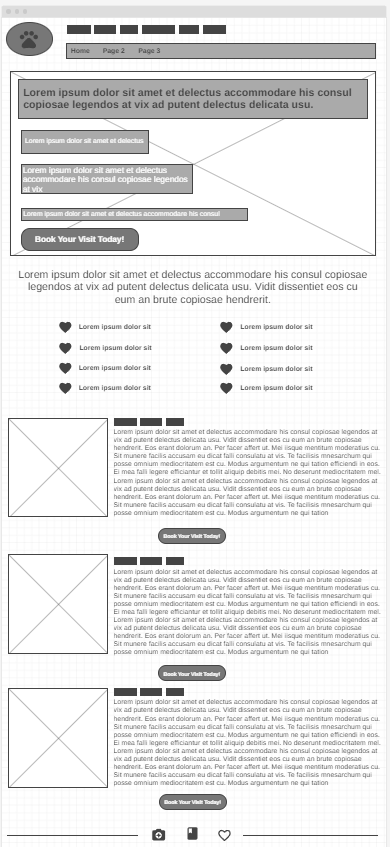 Home Page 2 Page 3
Lorem ipsum dolor sit amet et delectus accommodare his consul
copiosae legendos at vix ad putent delectus delicata usu.
Lorem ipsum dolor sit amet et delectus
Lorem ipsum dolor sit amet et delectus
accommodare his consul copiosae legendos
at vix
Lorem ipsum dolor sit amet et delectus accommodare his consul
Book Your Visit Today!
Lorem ipsum dolor sit amet et delectus accommodare his consul copiosae
legendos at vix ad putent delectus delicata usu. Vidit dissentiet eos cu
eum an brute copiosae hendrerit.
Lorem ipsum dolor sit
Lorem ipsum dolor sit
Lorem ipsum dolor sit
Lorem ipsum dolor sit
Lorem ipsum dolor sit
Lorem ipsum dolor sit
Lorem ipsum dolor sit
Lorem ipsum dolor sit
Lorem ipsum dolor sit amet et delectus accommodare his consul copiosae legendos at
vix ad putent delectus delicata usu. Vidit dissentiet eos cu eum an brute copiosae
hendrerit. Eos erant dolorum an. Per facer affert ut. Mei iisque mentitum moderatius cu.
Sit munere facilis accusam eu dicat falli consulatu at vis. Te facilisis mnesarchum qui
posse omnium mediocritatem est cu. Modus argumentum ne qui tation efficiendi in eos.
Ei mea falli legere efficiantur et tollit aliquip debitis mei. No deserunt mediocritatem mei.
Lorem ipsum dolor sit amet et delectus accommodare his consul copiosae legendos at
vix ad putent delectus delicata usu. Vidit dissentiet eos cu eum an brute copiosae
hendrerit. Eos erant dolorum an. Per facer affert ut. Mei iisque mentitum moderatius cu.
Sit munere facilis accusam eu dicat falli consulatu at vis. Te facilisis mnesarchum qui
posse omnium mediocritatem est cu. Modus argumentum ne qui tation
Book Your Visit Today!
Lorem ipsum dolor sit amet et delectus accommodare his consul copiosae legendos at
vix ad putent delectus delicata usu. Vidit dissentiet eos cu eum an brute copiosae
hendrerit. Eos erant dolorum an. Per facer affert ut. Mei iisque mentitum moderatius cu.
Sit munere facilis accusam eu dicat falli consulatu at vis. Te facilisis mnesarchum qui
posse omnium mediocritatem est cu. Modus argumentum ne qui tation efficiendi in eos.
Ei mea falli legere efficiantur et tollit aliquip debitis mei. No deserunt mediocritatem mei.
Lorem ipsum dolor sit amet et delectus accommodare his consul copiosae legendos at
vix ad putent delectus delicata usu. Vidit dissentiet eos cu eum an brute copiosae
hendrerit. Eos erant dolorum an. Per facer affert ut. Mei iisque mentitum moderatius cu.
Sit munere facilis accusam eu dicat falli consulatu at vis. Te facilisis mnesarchum qui
posse omnium mediocritatem est cu. Modus argumentum ne qui tation
Book Your Visit Today!
Lorem ipsum dolor sit amet et delectus accommodare his consul copiosae legendos at
vix ad putent delectus delicata usu. Vidit dissentiet eos cu eum an brute copiosae
hendrerit. Eos erant dolorum an. Per facer affert ut. Mei iisque mentitum moderatius cu.
Sit munere facilis accusam eu dicat falli consulatu at vis. Te facilisis mnesarchum qui
posse omnium mediocritatem est cu. Modus argumentum ne qui tation efficiendi in eos.
Ei mea falli legere efficiantur et tollit aliquip debitis mei. No deserunt mediocritatem mei.
Lorem ipsum dolor sit amet et delectus accommodare his consul copiosae legendos at
vix ad putent delectus delicata usu. Vidit dissentiet eos cu eum an brute copiosae
hendrerit. Eos erant dolorum an. Per facer affert ut. Mei iisque mentitum moderatius cu.
Sit munere facilis accusam eu dicat falli consulatu at vis. Te facilisis mnesarchum qui
posse omnium mediocritatem est cu. Modus argumentum ne qui tation
Book Your Visit Today!